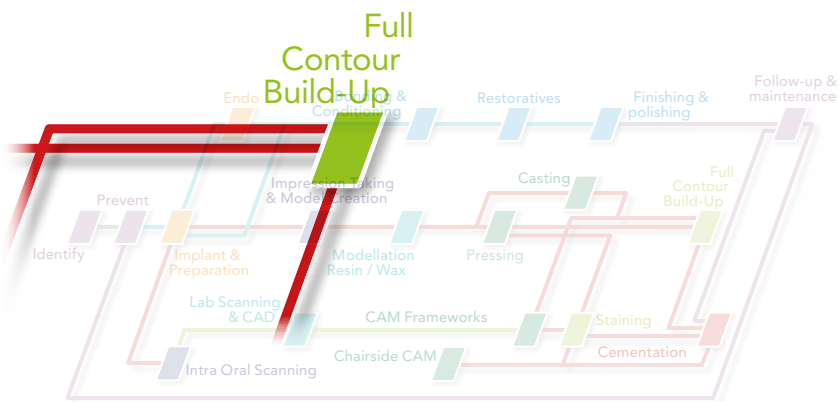 Full
Contour
Build-Up
Endo
Bonding &
Conditioning
Restoratives
Finishing &
polishing
Follow-up &
maintenance
Impression Taking
& Model Creation
Casting
Full
Contour
Build-Up
Prevent
Identify
Implant &
Preparation
Modellation
Resin / Wax
Pressing
Lab Scanning
& CAD
CAM Frameworks
Staining
Chairside CAM
Cementation
Intra Oral Scanning